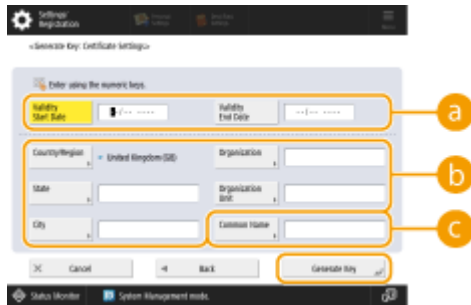 Settings/
Registration
<Generate Key: Certificate Settings>
Enter using the numeric keys.
Validity
Start Date
Validity
End Date
a
Country/Region
United Kingdom (GB)
Organization
b
State
Organization
Unit
City
Common Name
c
Cancel
Back
Generate Key
Status Monitor
System Management mode.